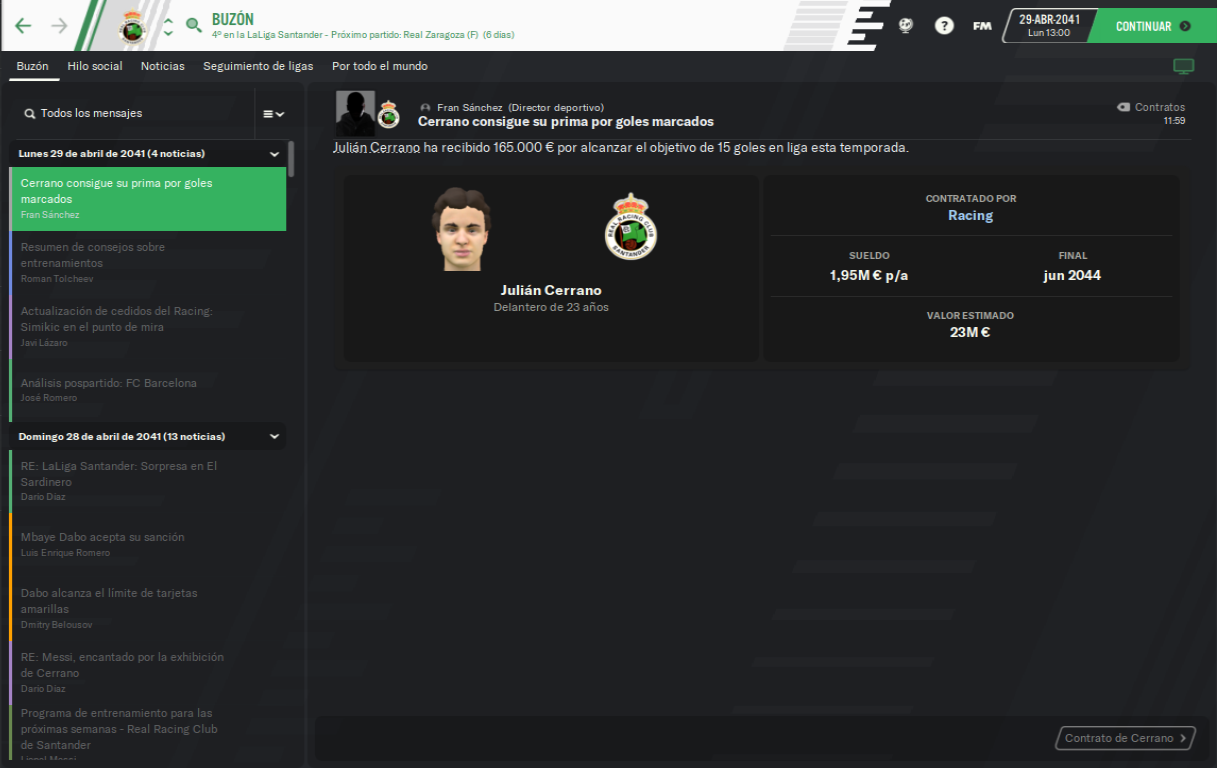 BUZÓN
4º en la LaLiga Santander - Próximo partido: Real Zaragoza (F) (6 días)
?
FM
29-ABR-2041
Lun 13:00
CONTINUAR
Buzón
Hilo social
Noticias
Seguimiento de ligas
Por todo el mundo
Todos los mensajes
Lunes 29 de abril de 2041 (4 noticias)
Cerrano consigue su prima por goles
marcados
Fran Sánchez
Resumen de consejos sobre
entrenamientos
Roman Tolcheev
Actualización de cedidos del Racing:
Simikic en el punto de mira
Javi Lázaro
Análisis pospartido: FC Barcelona
José Romero
Domingo 28 de abril de 2041 (13 noticias)
RE: LaLiga Santander: Sorpresa en El
Sardinero
Darío Díaz
Mbaye Dabo acepta su sanción
Luis Enrique Romero
Dabo alcanza el límite de tarjetas
amarillas
Dmitry Belousov
RE: Messi, encantado por la exhibición
de Cerrano
Darío Díaz
Programa de entrenamiento para las
próximas semanas - Real Racing Club
de Santander
Lionel Messi
Fran Sánchez (Director deportivo)
Cerrano consigue su prima por goles marcados
Contratos
11:59
Julián Cerrano ha recibido 165.000 € por alcanzar el objetivo de 15 goles en liga esta temporada.
REAL RACING CLUB
SANTANDER
Julián Cerrano
Delantero de 23 años
CONTRATADO POR
Racing
SUELDO
1,95M € p/a
FINAL
jun 2044
VALOR ESTIMADO
23M €
Contrato de Cerrano